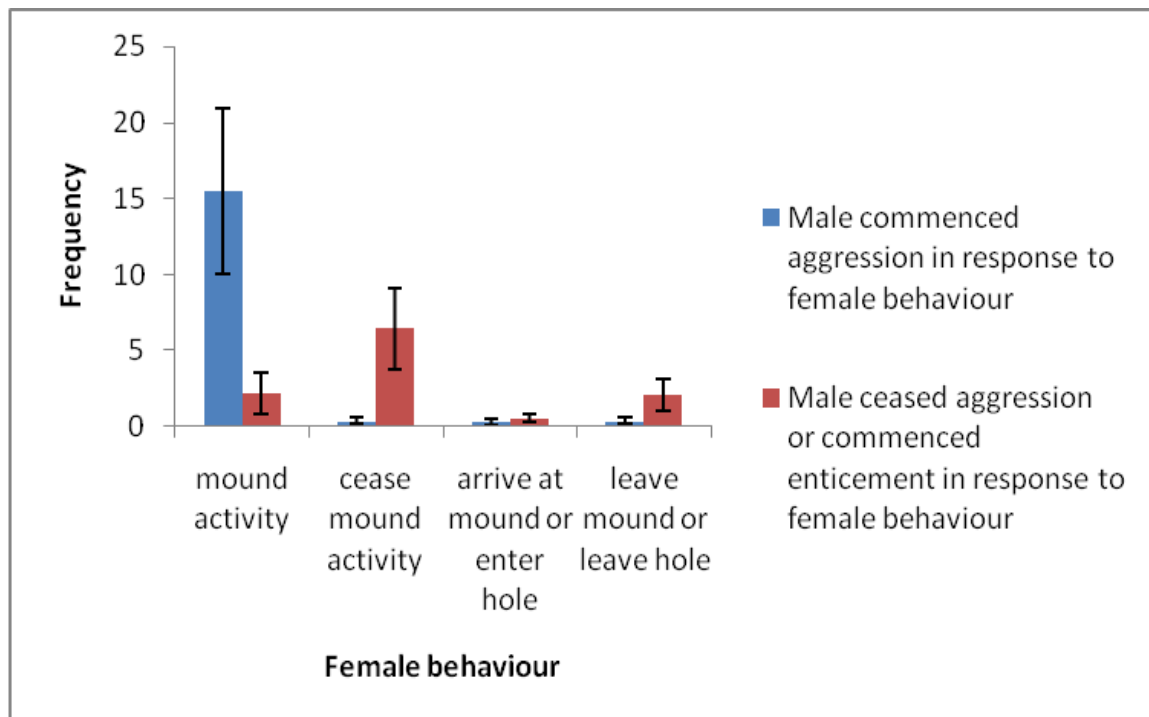 25
20
15
10
5
0
Frequency
mound
activity
cease
mound
activity
arrive at
mound or
enter
hole
leave
mound or
leave hole
Female behaviour
Male commenced
aggression in response to
female behaviour
Male ceased aggression
or commenced
enticement in response to
female behaviour